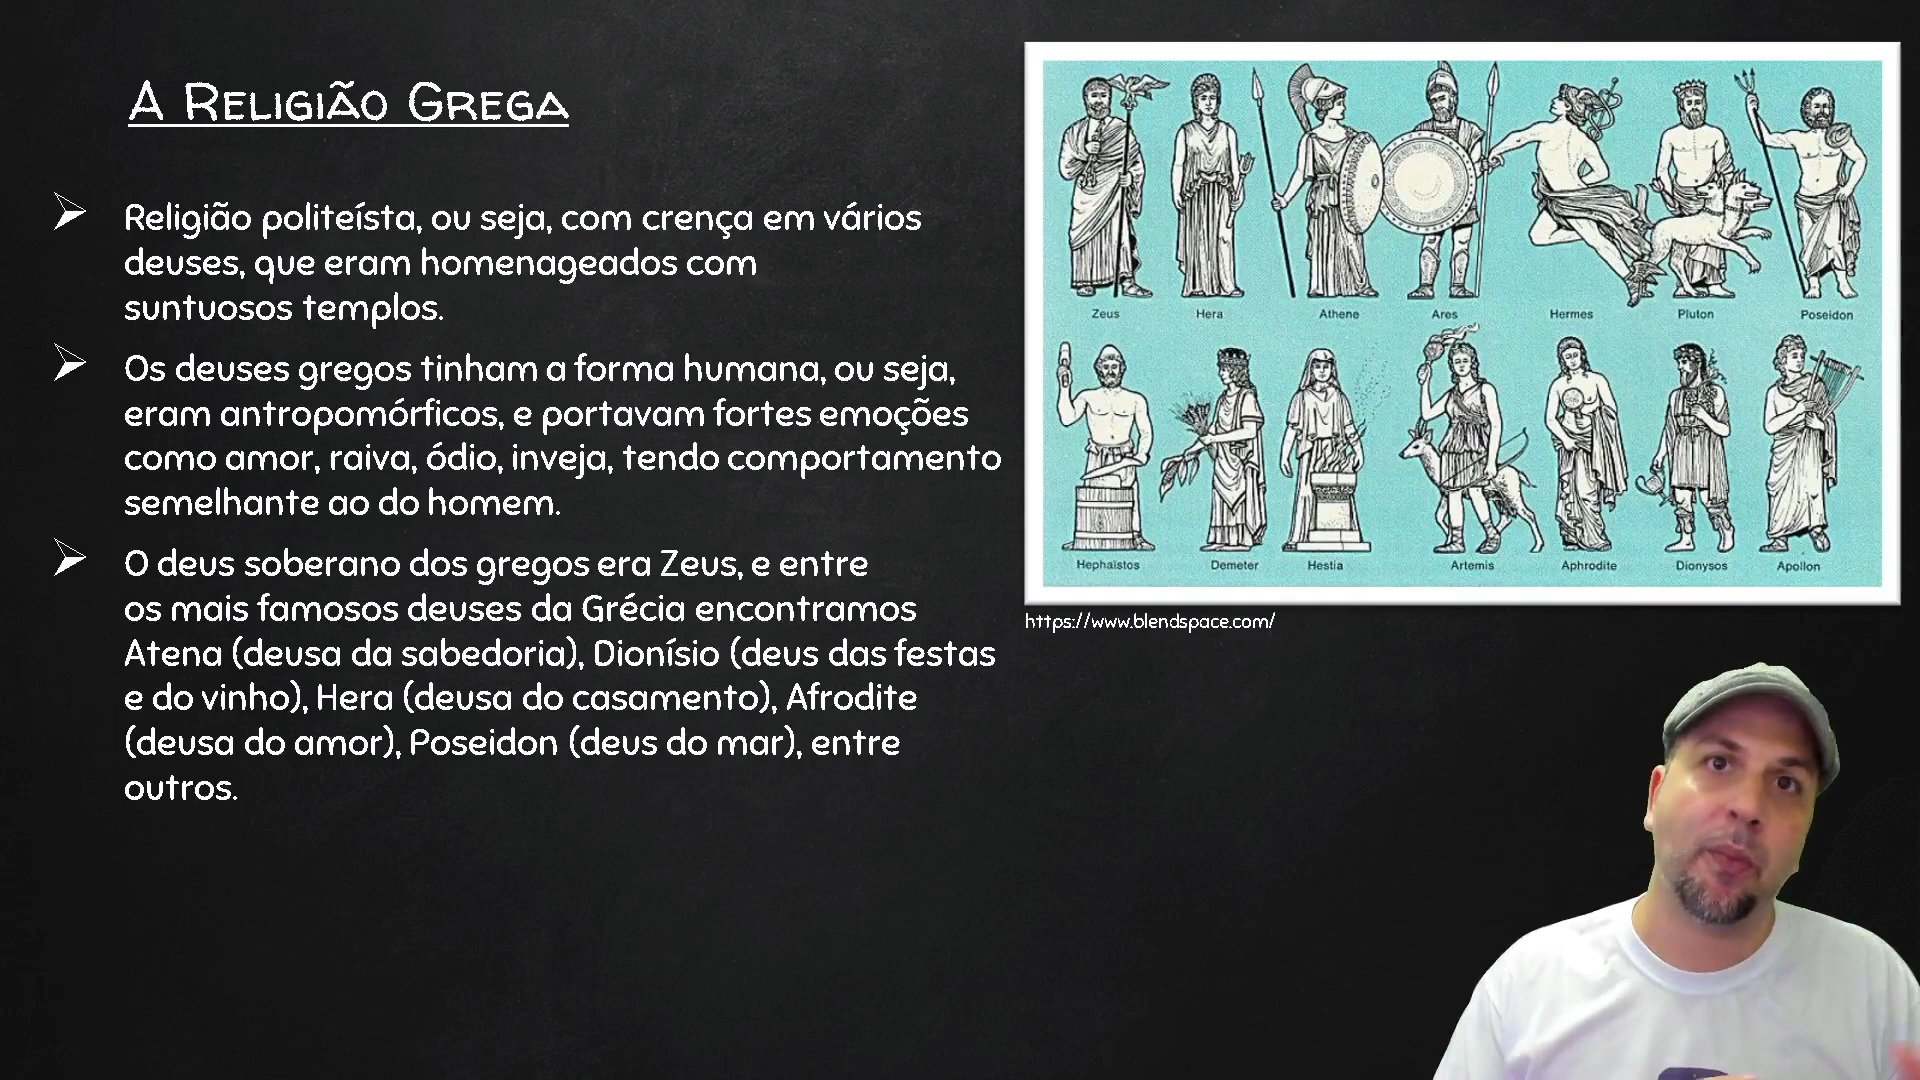 A Religião Grega
Religião politeísta, ou seja, com crença em vários
deuses, que eram homenageados com
suntuosos templos.
Os deuses gregos tinham a forma humana, ou seja,
eram antropomórficos, e portavam fortes emoções
como amor, raiva, ódio, inveja, tendo comportamento
semelhante ao do homem.
O deus soberano dos gregos era Zeus, e entre
os mais famosos deuses da Grécia encontramos
Atena (deusa da sabedoria), Dionísio (deus das festas
e do vinho), Hera (deusa do casamento), Afrodite
(deusa do amor), Poseidon (deus do mar), entre
outros.
Zeus Hera Athene Ares Hermes Pluton Poseidon
Hephaïstos Demeter Hestia Artemis Aphrodite Dionysos Apollon
https://www.blendspace.com/